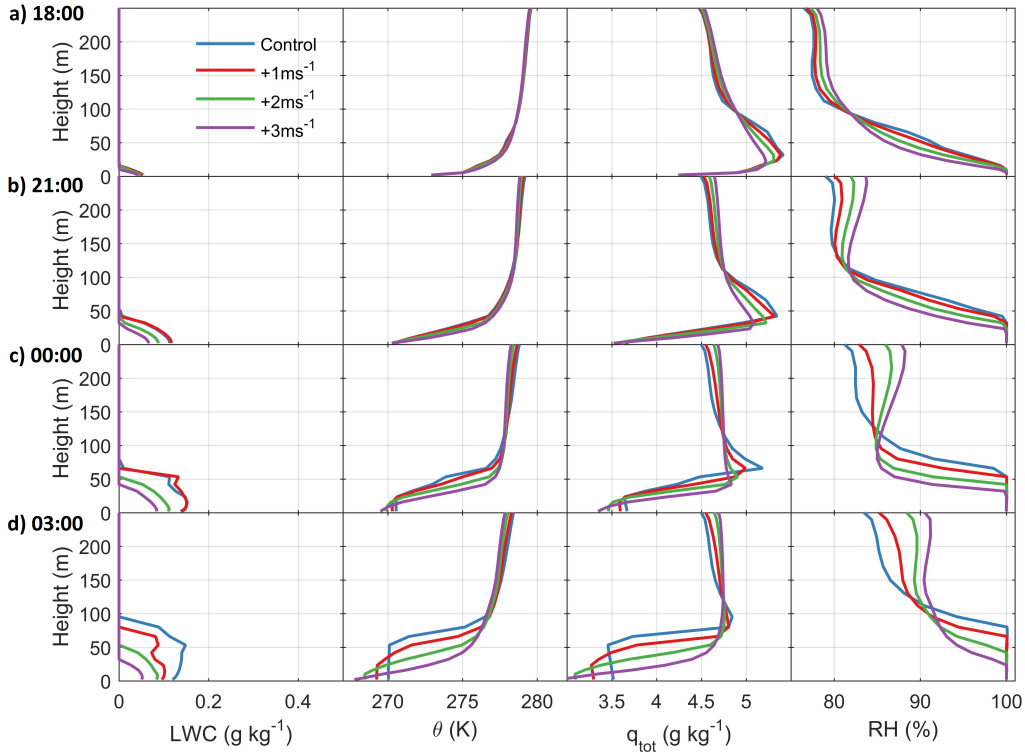 a) 18:00
Height (m)
200
150
100
50
0
Control
+1ms⁻¹
+2ms⁻¹
+3ms⁻¹
b) 21:00
Height (m)
200
150
100
50
0
c) 00:00
Height (m)
200
150
100
50
0
d) 03:00
Height (m)
200
150
100
50
0
0 0.2 0.4
270 275 280
3.5 4 4.5 5
80 90 100
LWC (g kg⁻¹)
θ (K)
qtot (g kg⁻¹)
RH (%)